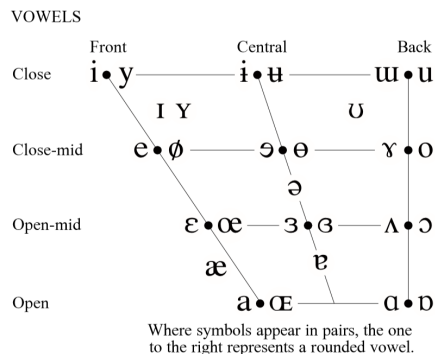 VOWELS
Front Central Back
Close i y ɨ ʉ ɯ u
ɪ ʏ ʊ
Close-mid e ø ɘ ɵ ɤ o
ə
Open-mid ɛ œ ɜ ɞ ʌ ɔ
æ ɐ
Open a ɶ ɑ ɒ
Where symbols appear in pairs, the one
to the right represents a rounded vowel.